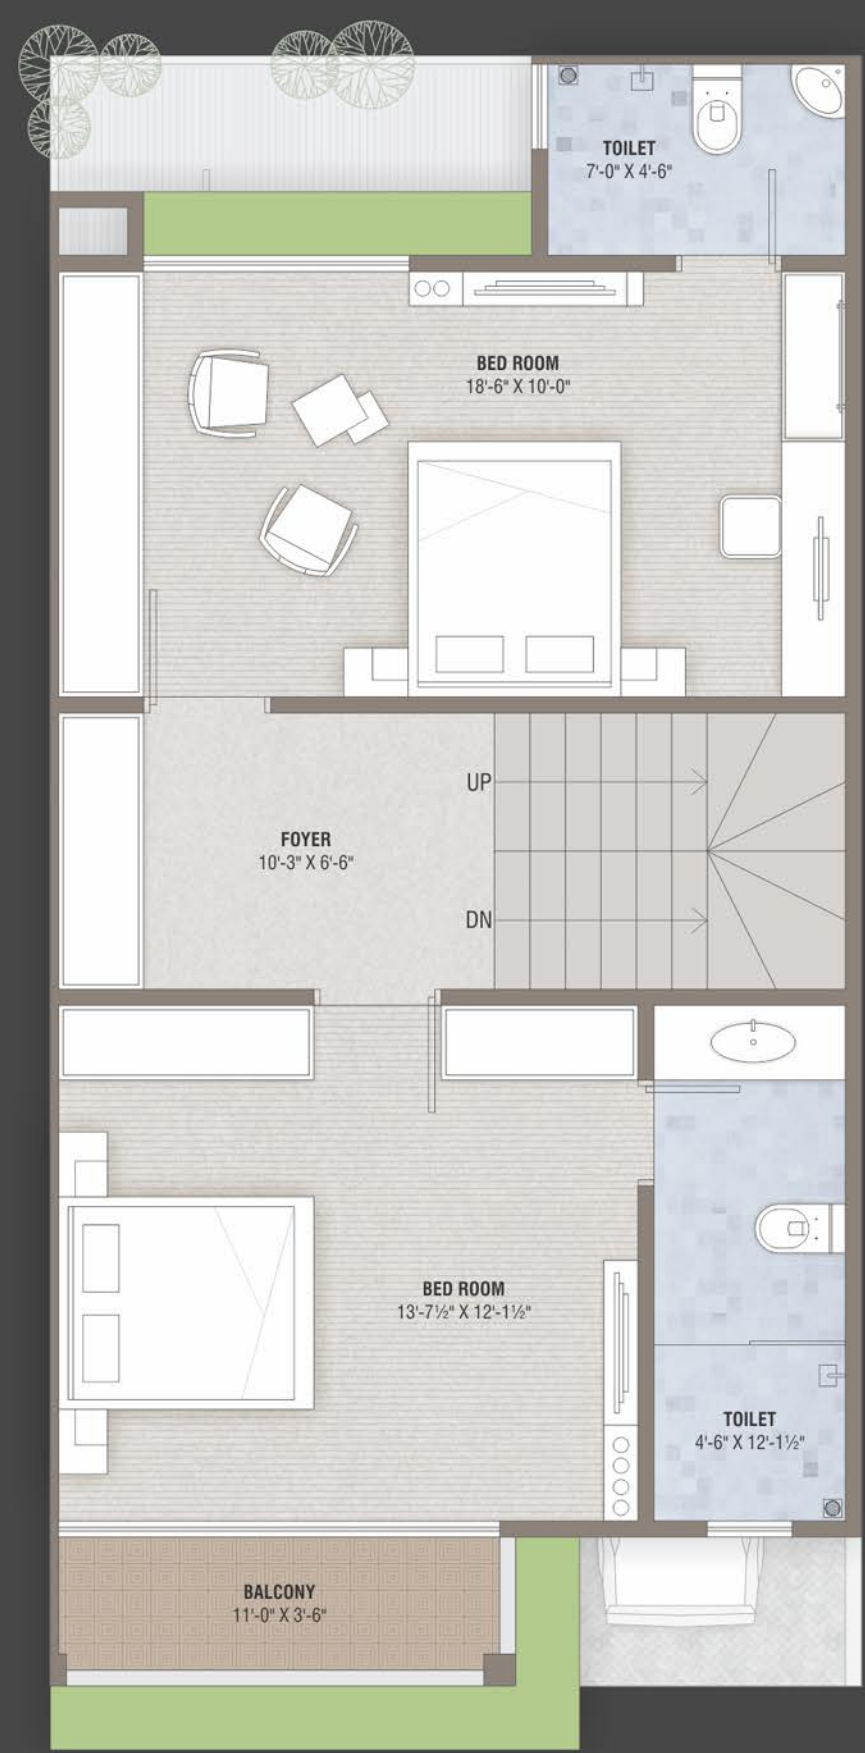 TOILET
7'-0" X 4'-6"
BED ROOM
18'-6" X 10'-0"
UP
FOYER
10'-3" X 6'-6"
DN
BED ROOM
13'-7½" X 12'-1½"
TOILET
4'-6" X 12'-1½"
BALCONY
11'-0" X 3'-6"